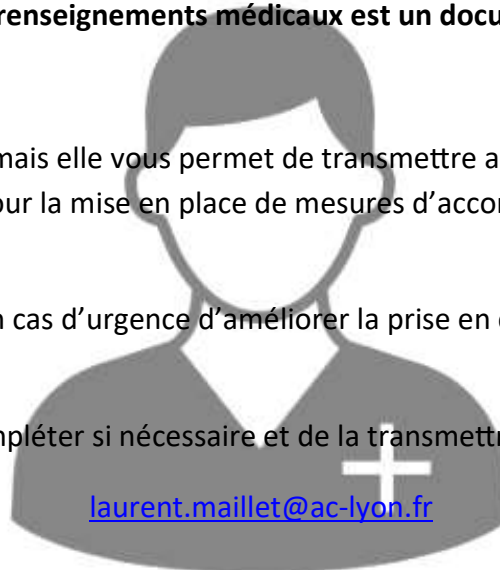 renseignements médicaux est un docu
mais elle vous permet de transmettre a
our la mise en place de mesures d’accor
n cas d’urgence d’améliorer la prise en
mpléter si nécessaire et de la transmettr
laurent.maillet@ac-lyon.fr